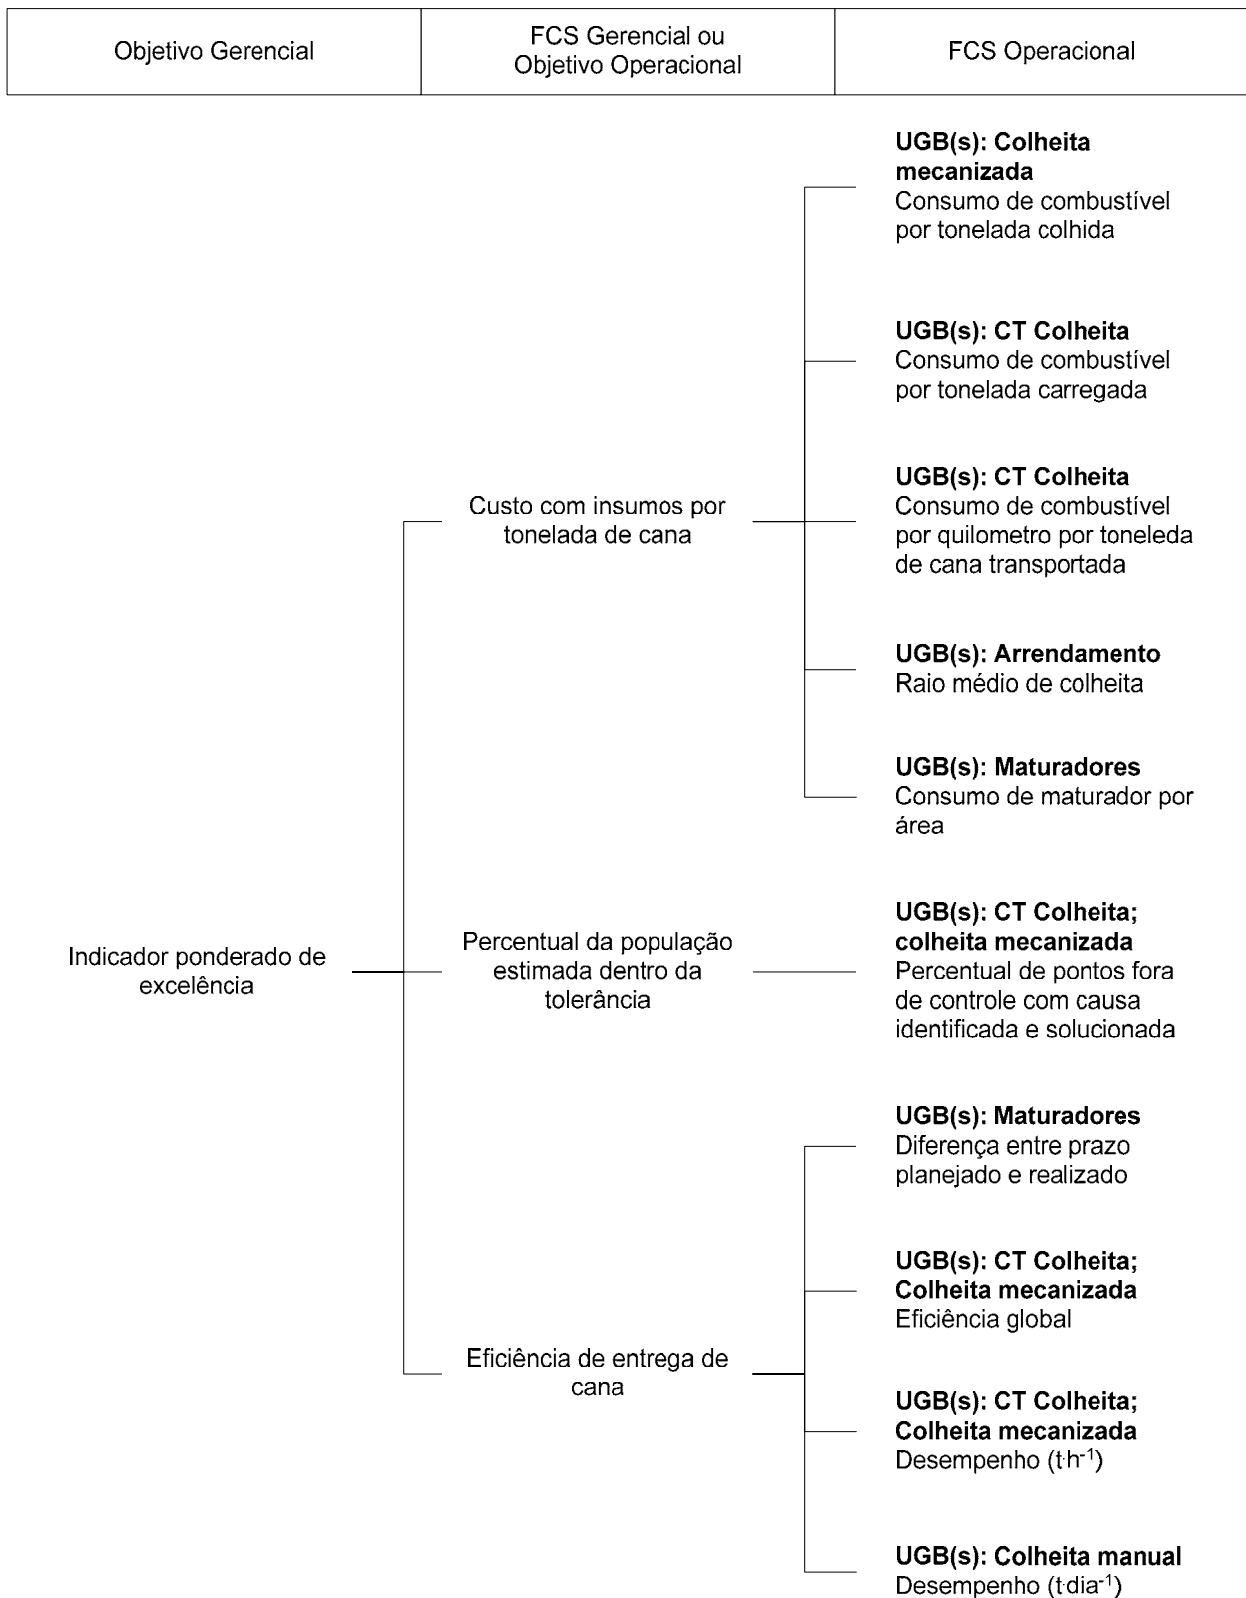 Objetivo Gerencial
FCS Gerencial ou
Objetivo Operacional
FCS Operacional
UGB(s): Colheita
mecanizada
Consumo de combustível
por tonelada colhida
UGB(s): CT Colheita
Consumo de combustível
por tonelada carregada
Custo com insumos por
tonelada de cana
UGB(s): CT Colheita
Consumo de combustível
por quilometro por toneleda
de cana transportada
UGB(s): Arrendamento
Raio médio de colheita
UGB(s): Maturadores
Consumo de maturador por
área
Indicador ponderado de
excelência
Percentual da população
estimada dentro da
tolerância
UGB(s): CT Colheita;
colheita mecanizada
Percentual de pontos fora
de controle com causa
identificada e solucionada
UGB(s): Maturadores
Diferença entre prazo
planejado e realizado
UGB(s): CT Colheita;
Colheita mecanizada
Eficiência global
Eficiência de entrega de
cana
UGB(s): CT Colheita;
Colheita mecanizada
Desempenho (t·h⁻¹)
UGB(s): Colheita manual
Desempenho (t·dia⁻¹)